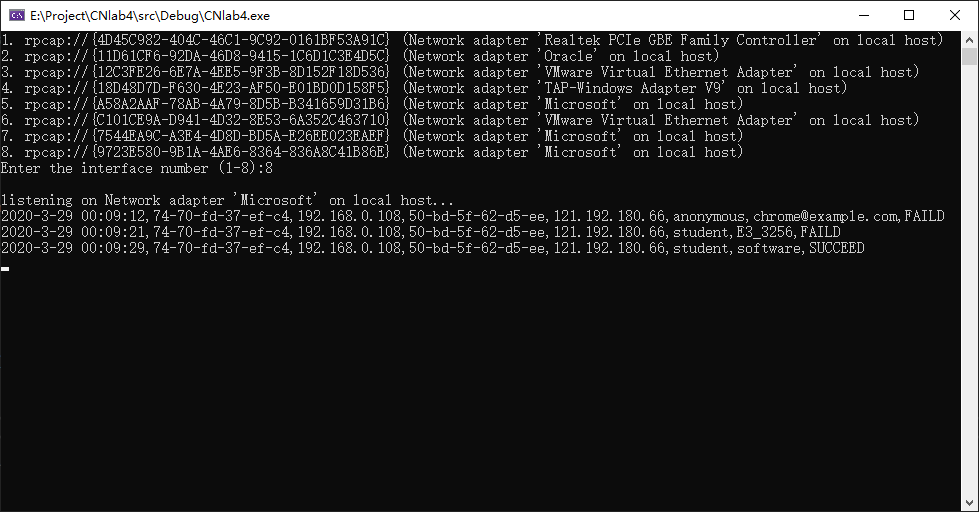 E:\Project\CNlab4\src\Debug\CNlab4.exe
1. rpcap://{4D45C982-404C-46C1-9C92-0161BF53A91C} (Network adapter 'Realtek PCIe GBE Family Controller' on local host)
2. rpcap://{11D61CF6-92DA-46D8-9415-1C6D1C3E4D5C} (Network adapter 'Oracle' on local host)
3. rpcap://{12C3FE26-6E7A-4EE5-9F3B-8D152F18D536} (Network adapter 'VMware Virtual Ethernet Adapter' on local host)
4. rpcap://{18D48D7D-F630-4E23-AF50-E01BD0D158F5} (Network adapter 'TAP-Windows Adapter V9' on local host)
5. rpcap://{A58A2AAF-78AB-4A79-8D5B-B341659D31B6} (Network adapter 'Microsoft' on local host)
6. rpcap://{C101CE9A-D941-4D32-8E53-6A352C463710} (Network adapter 'VMware Virtual Ethernet Adapter' on local host)
7. rpcap://{7544EA9C-A3E4-4D8D-BD5A-E26EE023EAEF} (Network adapter 'Microsoft' on local host)
8. rpcap://{9723E580-9B1A-4AE6-8364-836A8C41B86E} (Network adapter 'Microsoft' on local host)
Enter the interface number (1-8):8
listening on Network adapter 'Microsoft' on local host...
2020-3-29 00:09:12,74-70-fd-37-ef-c4,192.168.0.108,50-bd-5f-62-d5-ee,121.192.180.66,anonymous,chrome@example.com,FAILD
2020-3-29 00:09:21,74-70-fd-37-ef-c4,192.168.0.108,50-bd-5f-62-d5-ee,121.192.180.66,student,E3_3256,FAILD
2020-3-29 00:09:29,74-70-fd-37-ef-c4,192.168.0.108,50-bd-5f-62-d5-ee,121.192.180.66,student,software,SUCCEED